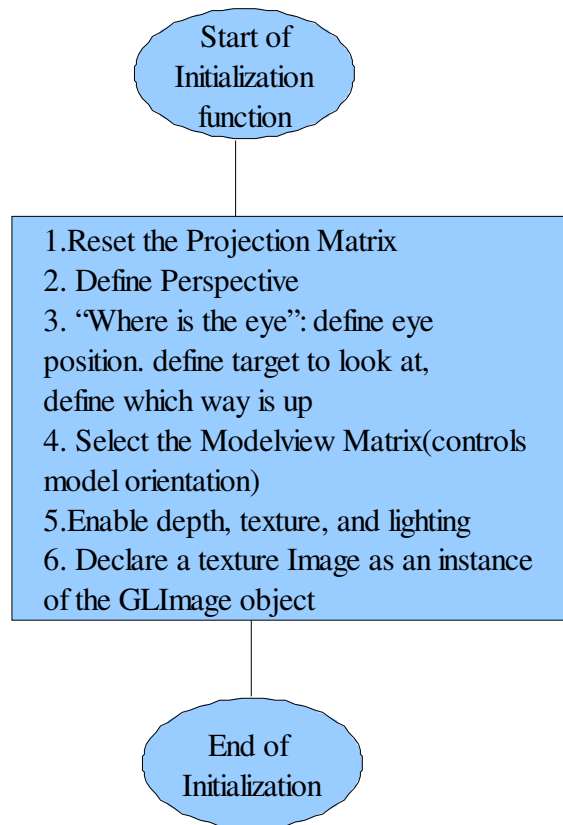 Start of
Initialization
function
1.Reset the Projection Matrix
2. Define Perspective
3. “Where is the eye”: define eye
position. define target to look at,
define which way is up
4. Select the Modelview Matrix(controls
model orientation)
5.Enable depth, texture, and lighting
6. Declare a texture Image as an instance
of the GLImage object
End of
Initialization